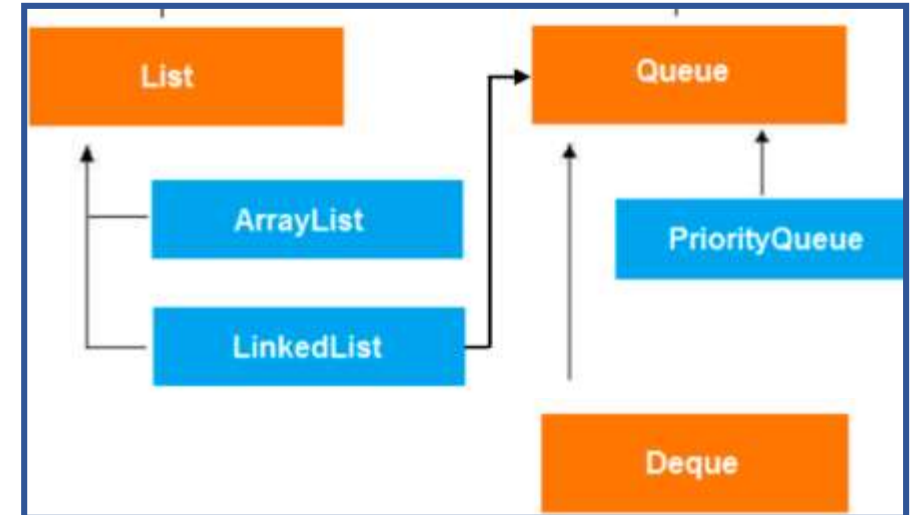 List
Queue
ArrayList
PriorityQueue
LinkedList
Deque